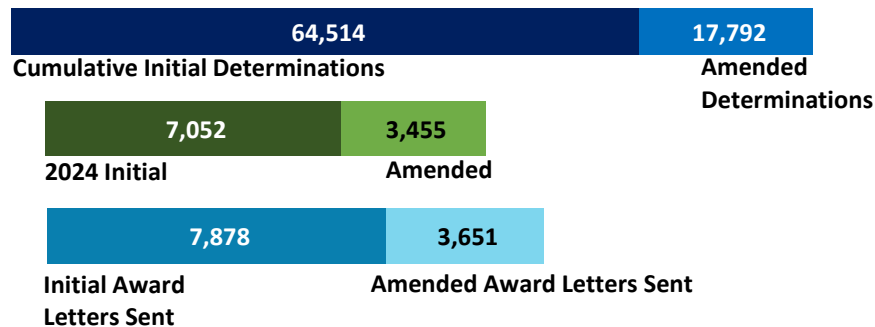 64,514 17,792
Cumulative Initial Determinations
Amended
Determinations
7,052 3,455
2024 Initial
Amended
7,878 3,651
Initial Award
Letters Sent
Amended Award Letters Sent